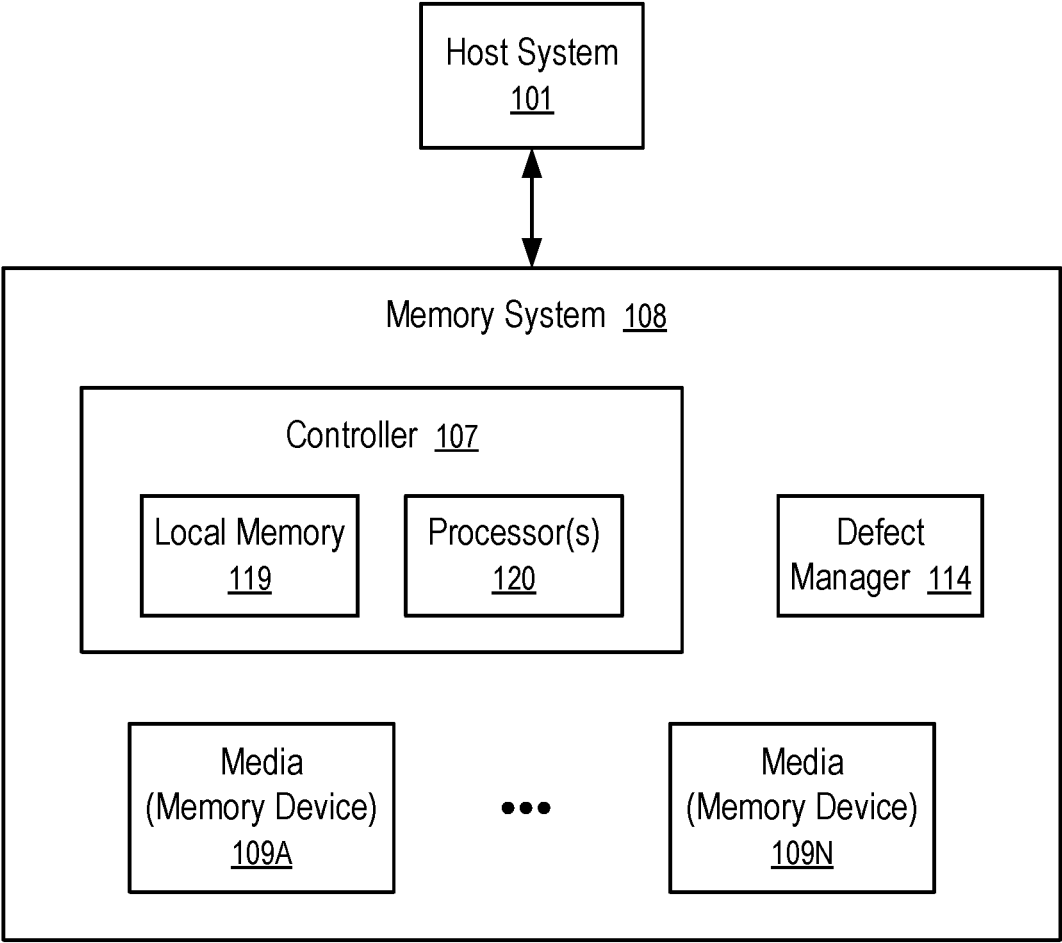 Host System
101
Memory System 108
Controller 107
Local Memory
119
Processor(s)
120
Defect
Manager 114
Media
(Memory Device)
109A
Media
(Memory Device)
109N